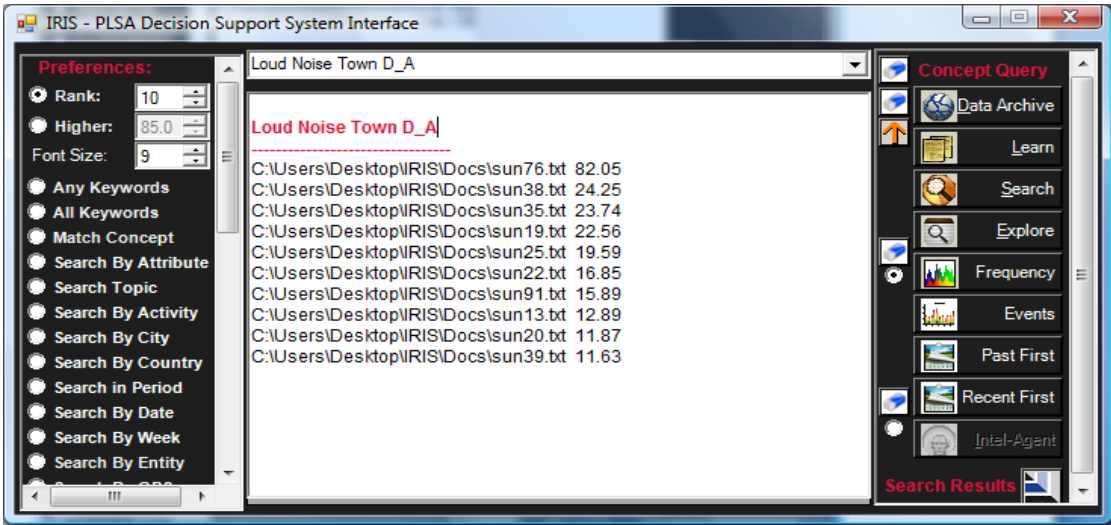 IRIS - PLSA Decision Support System Interface
Preferences:
Rank: 10
Higher: 85.0
Font Size: 9
Any Keywords
All Keywords
Match Concept
Search By Attribute
Search Topic
Search By Activity
Search By City
Search By Country
Search in Period
Search By Date
Search By Week
Search By Entity
Loud Noise Town D_A
Loud Noise Town D_A
--------------------------------
C:\Users\Desktop\IRIS\Docs\sun76.txt 82.05
C:\Users\Desktop\IRIS\Docs\sun38.txt 24.25
C:\Users\Desktop\IRIS\Docs\sun35.txt 23.74
C:\Users\Desktop\IRIS\Docs\sun19.txt 22.56
C:\Users\Desktop\IRIS\Docs\sun25.txt 19.59
C:\Users\Desktop\IRIS\Docs\sun22.txt 16.85
C:\Users\Desktop\IRIS\Docs\sun91.txt 15.89
C:\Users\Desktop\IRIS\Docs\sun13.txt 12.89
C:\Users\Desktop\IRIS\Docs\sun20.txt 11.87
C:\Users\Desktop\IRIS\Docs\sun39.txt 11.63
Concept Query
Data Archive
Learn
Search
Explore
Frequency
Events
Past First
Recent First
Intel-Agent
Search Results